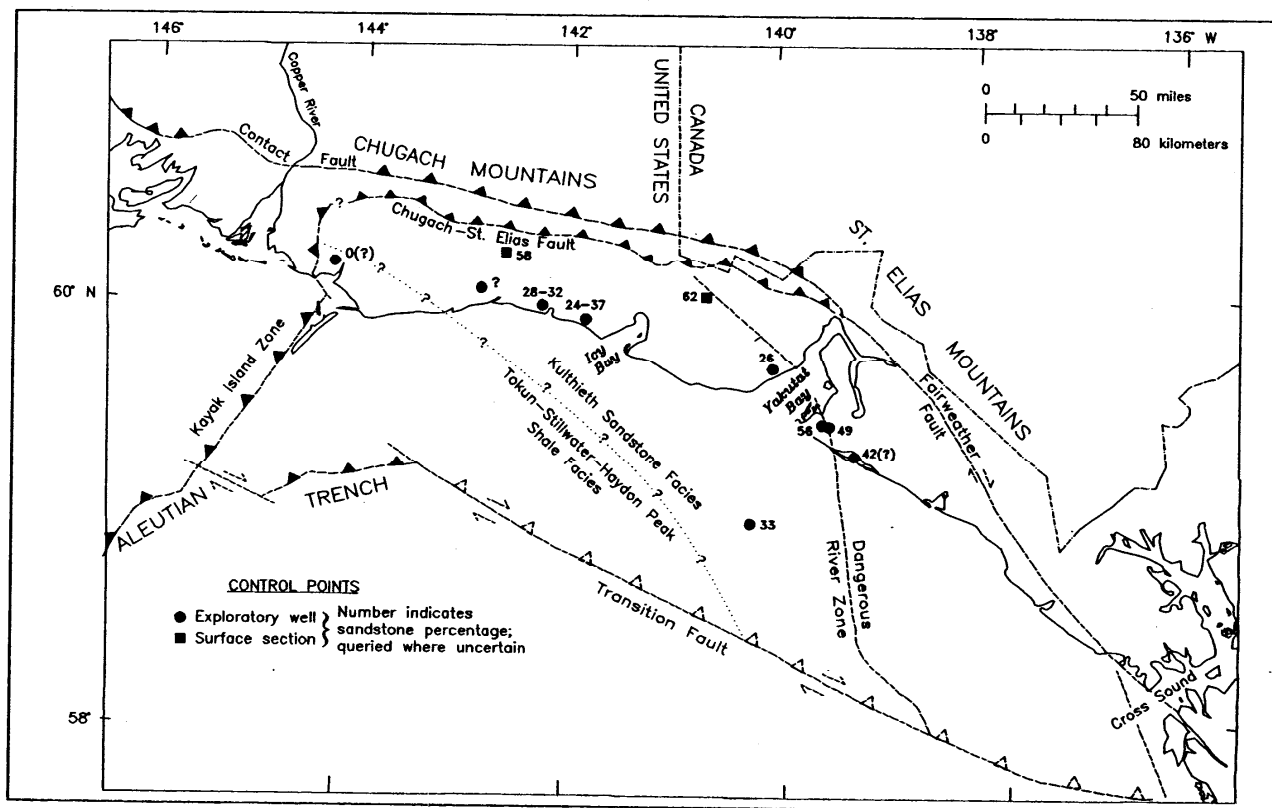 146°
144°
142°
140°
138°
136° W
0
50 miles
0
80 kilometers
UNITED STATES
CANADA
Copper River
Contact
Fault
CHUGACH
MOUNTAINS
Chugach-St. Elias Fault
ST.
ELIAS
MOUNTAINS
?
58
0(?)
?
60° N
?
28-32
24-37
?
62
Icy
Bay
?
26
Yakutat
Bay
Kayak Island Zone
?
Kulthieth Sandstone Facies
Tokun-Stillwater-Haydon Peak
Shale Facies
?
56
49
42(?)
Fairweather
Fault
?
33
ALEUTIAN
TRENCH
?
Transition Fault
Dangerous
River Zone
CONTROL POINTS
Exploratory well
Surface section
Number indicates
sandstone percentage;
queried where uncertain
58°
Cross Sound